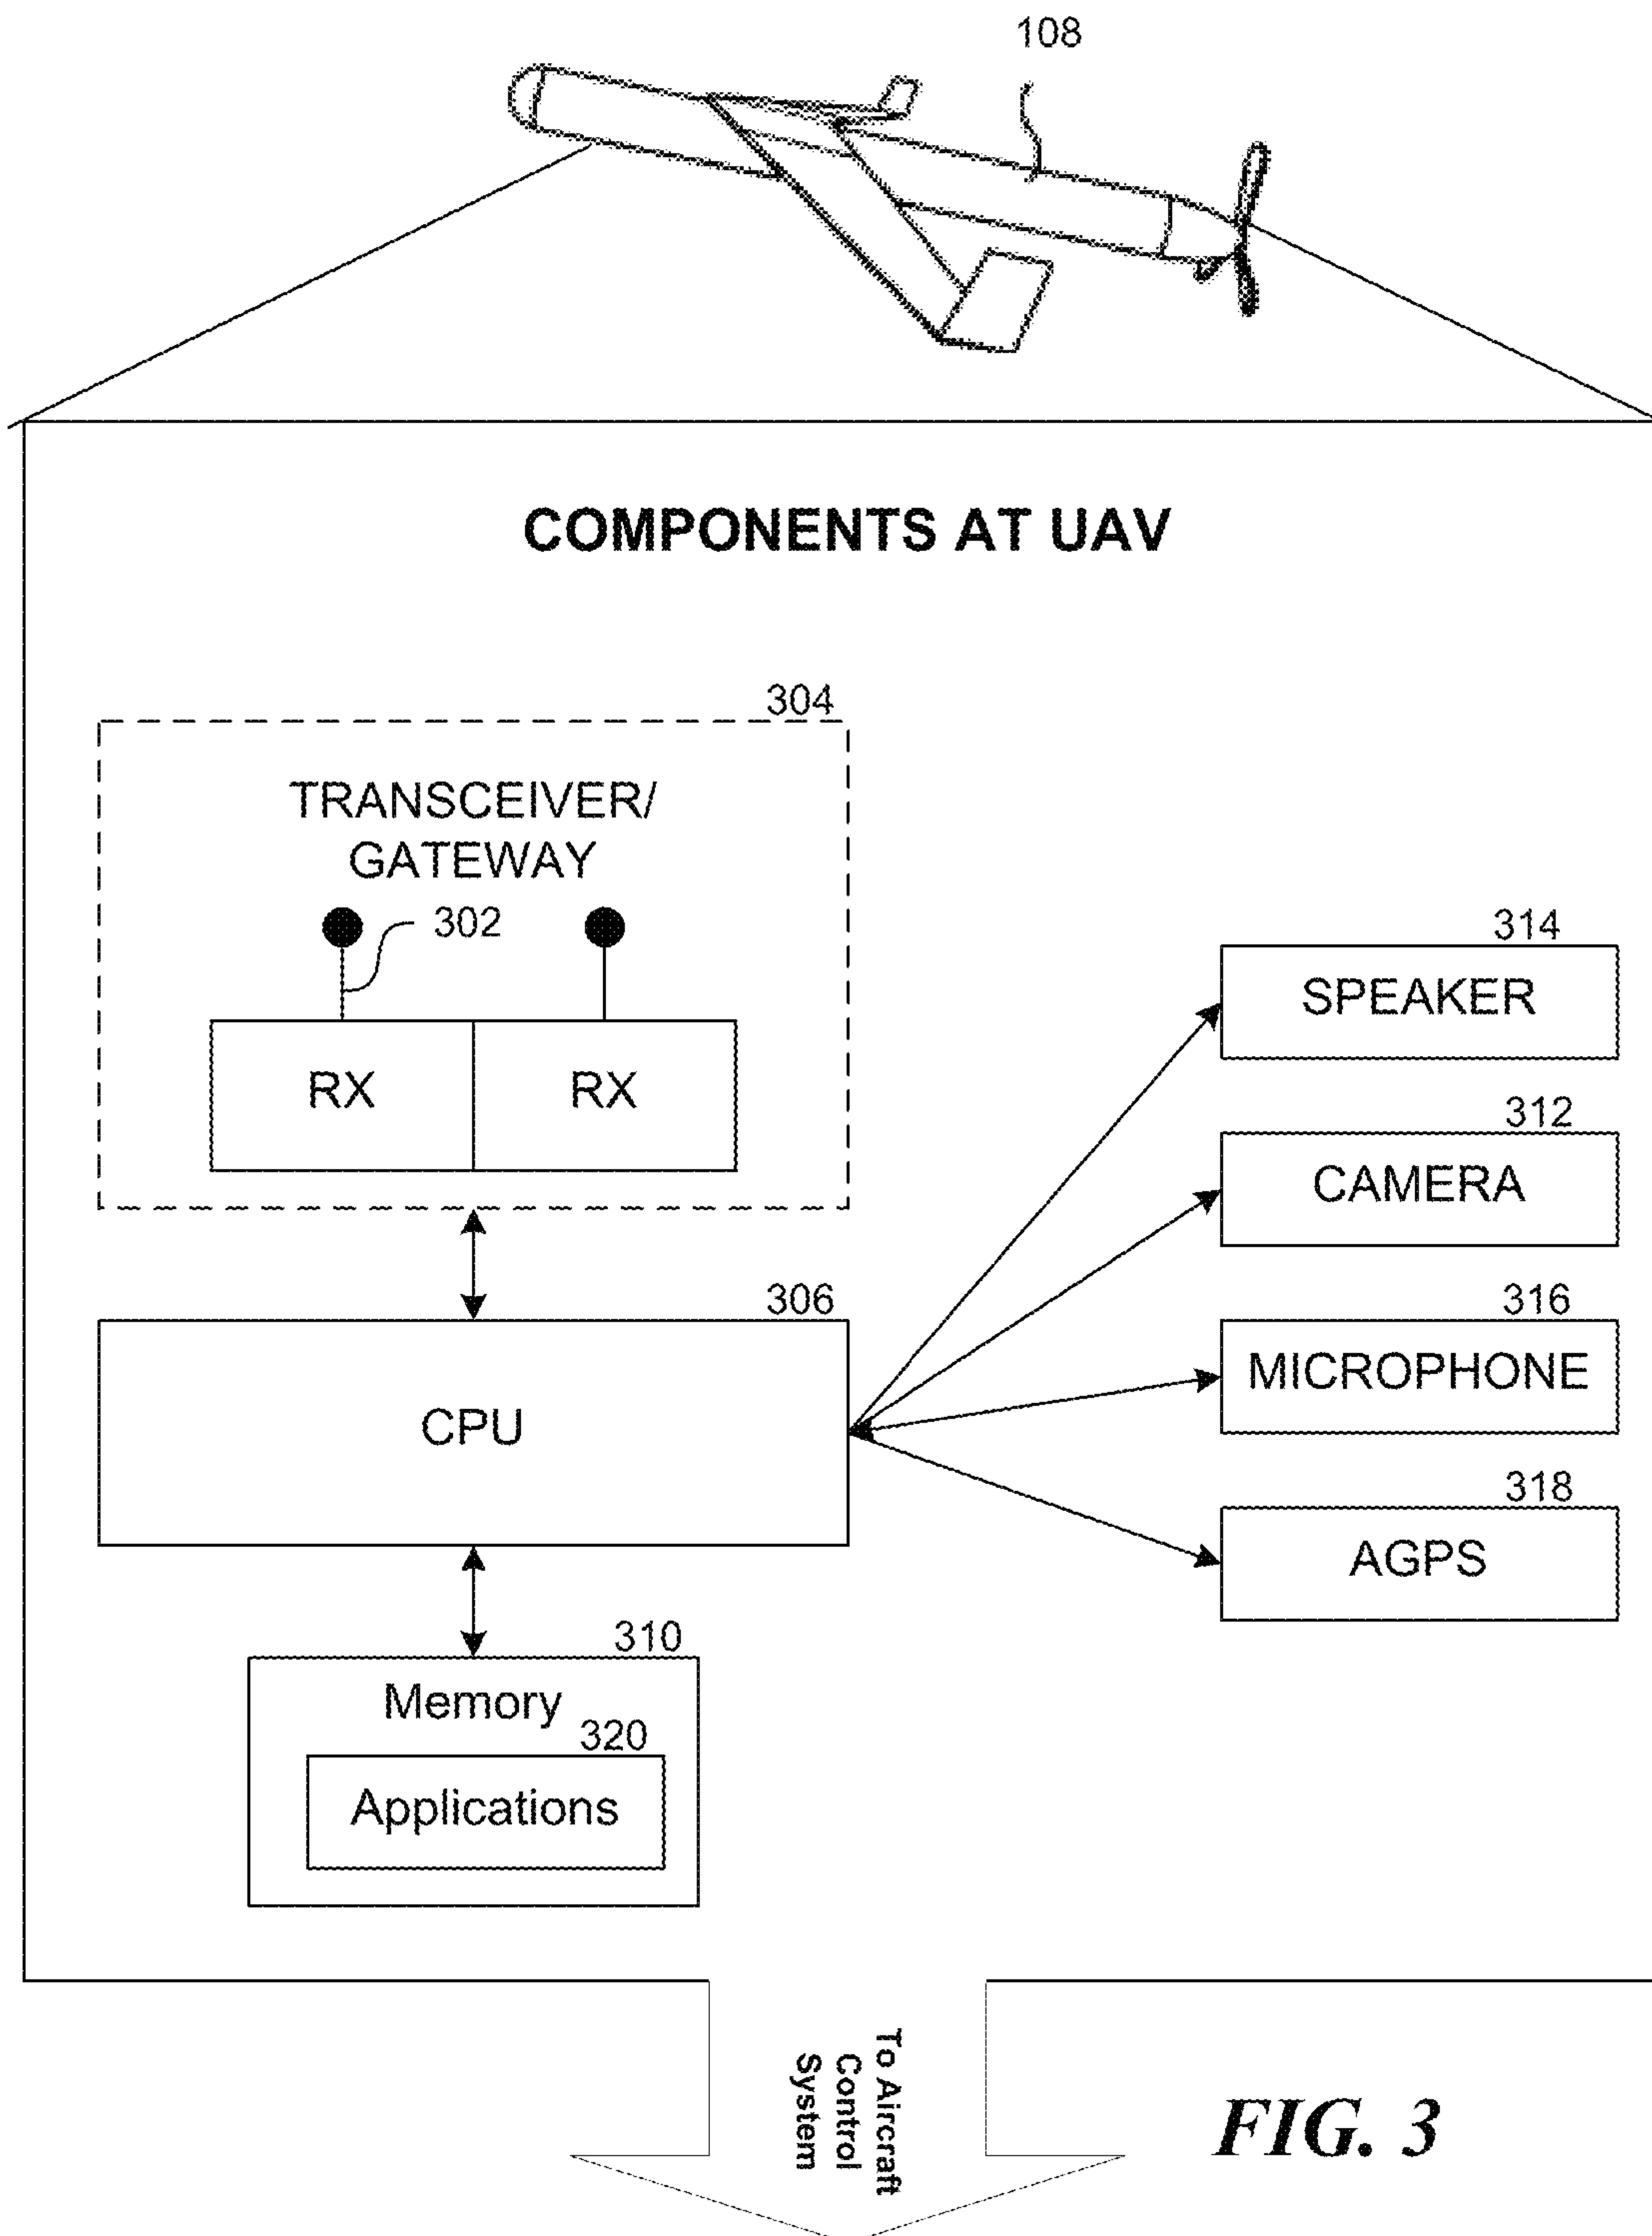 108
COMPONENTS AT UAV
304
TRANSCEIVER/
GATEWAY
302
RX
RX
314
SPEAKER
312
CAMERA
306
CPU
316
MICROPHONE
318
AGPS
310
Memory
320
Applications
To Aircraft
Control
System
FIG. 3